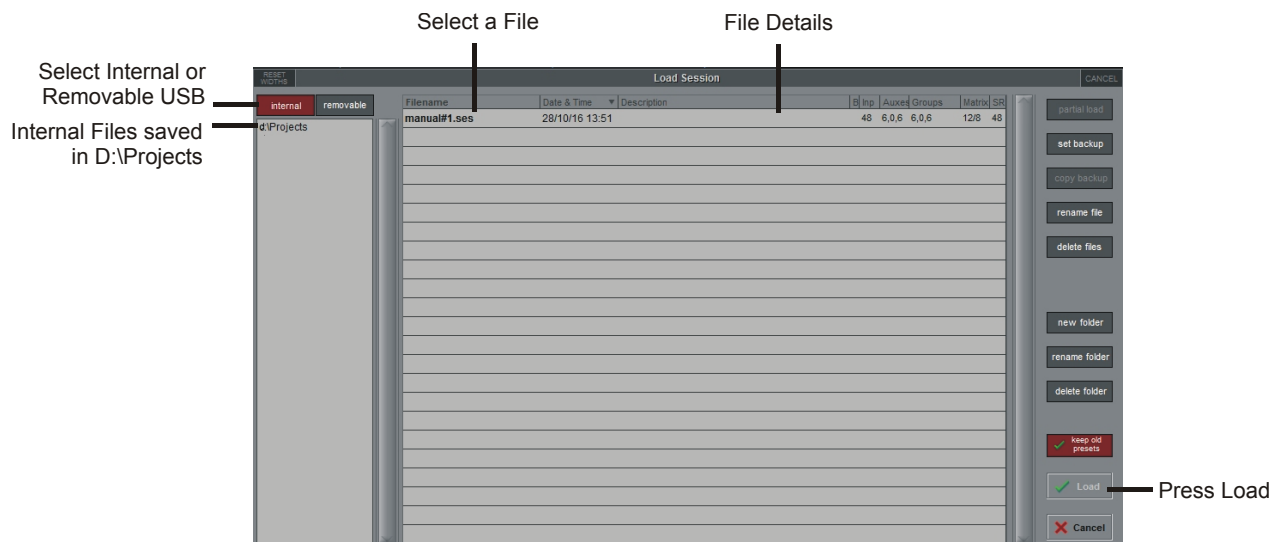 Select a File
File Details
Select Internal or
Removable USB
Internal Files saved
in D:\Projects
RESET
WIDTHS
Load Session
CANCEL
internal
removable
d:\Projects
Filename
Date & Time
Description
B
Inp
Auxes
Groups
Matrix
SR
manual#1.ses
28/10/16 13:51
48
6,0,6
6,0,6
12/8
48
partial load
set backup
copy backup
rename file
delete files
new folder
rename folder
delete folder
keep old
presets
Load
Cancel
Press Load